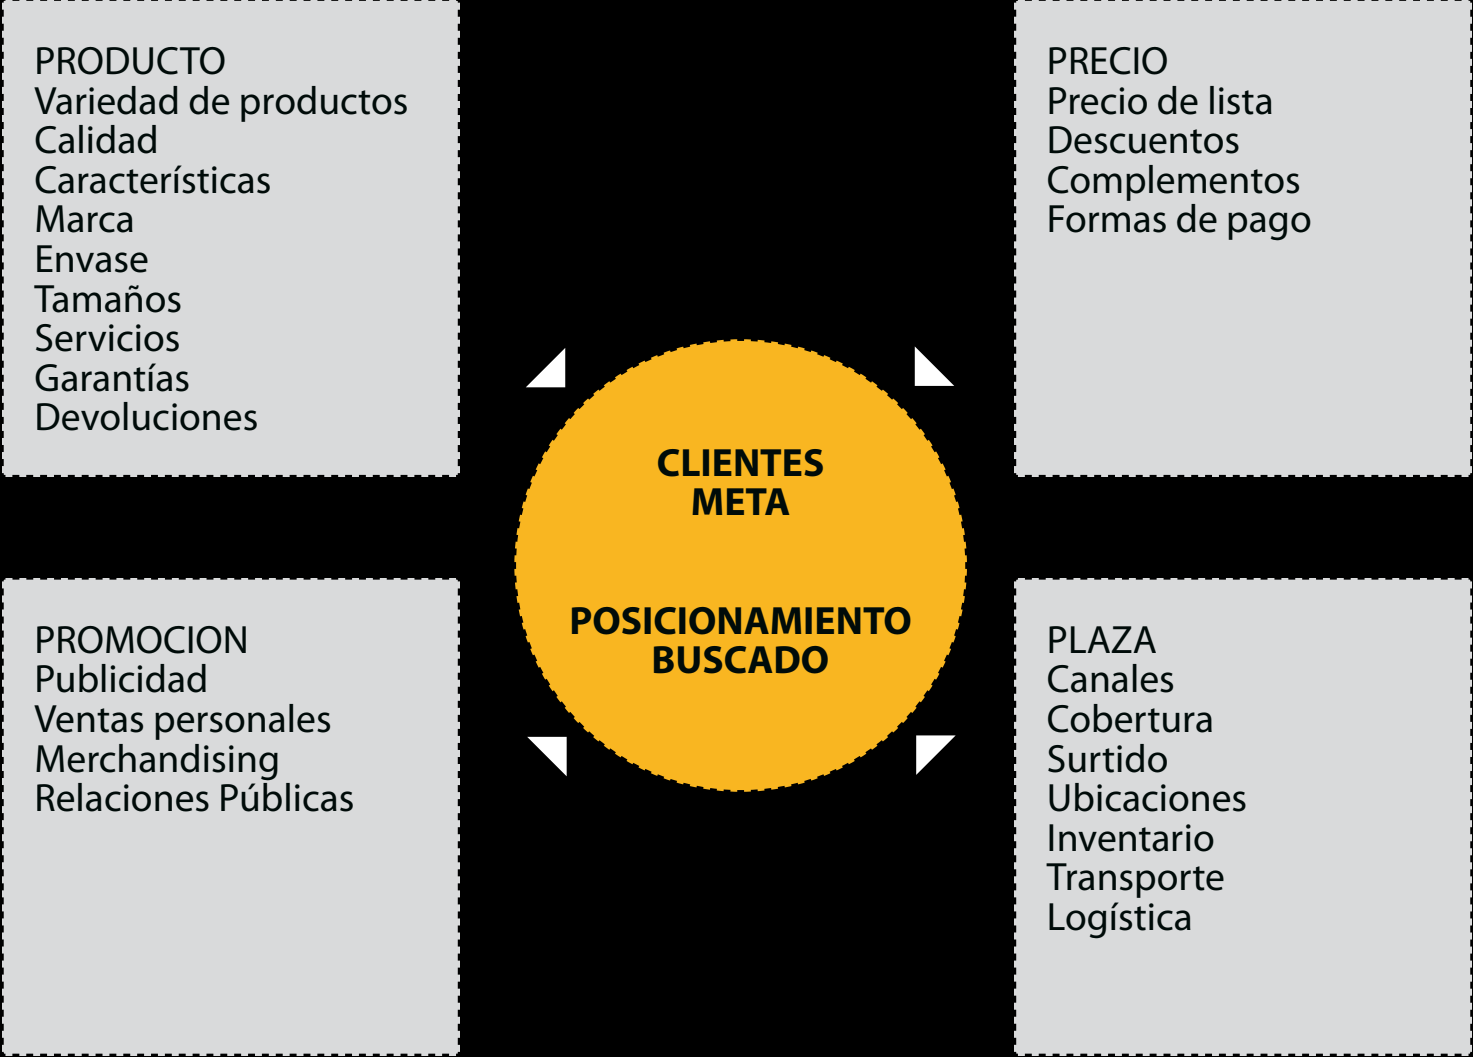 PRODUCTO
Variedad de productos
Calidad
Características
Marca
Envase
Tamaños
Servicios
Garantías
Devoluciones
PRECIO
Precio de lista
Descuentos
Complementos
Formas de pago
CLIENTES
META
POSICIONAMIENTO
BUSCADO
PROMOCION
Publicidad
Ventas personales
Merchandising
Relaciones Públicas
PLAZA
Canales
Cobertura
Surtido
Ubicaciones
Inventario
Transporte
Logística